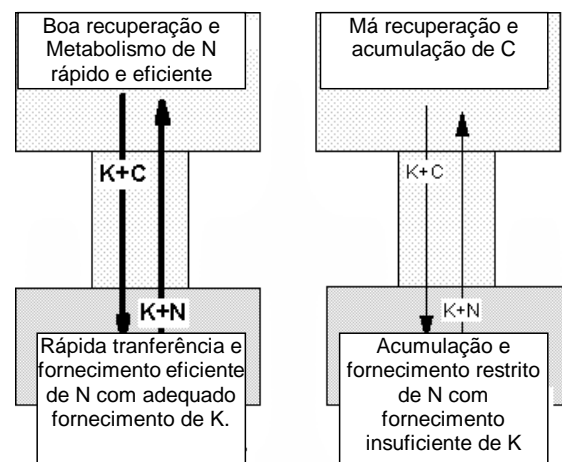 Boa recuperação e
Metabolismo de N
rápido e eficiente
K+C
K+N
Rápida tranferência e
fornecimento eficiente
de N com adequado
fornecimento de K.
Má recuperação e
acumulação de C
K+C
K+N
Acumulação e
fornecimento restrito
de N com
fornecimento
insuficiente de K